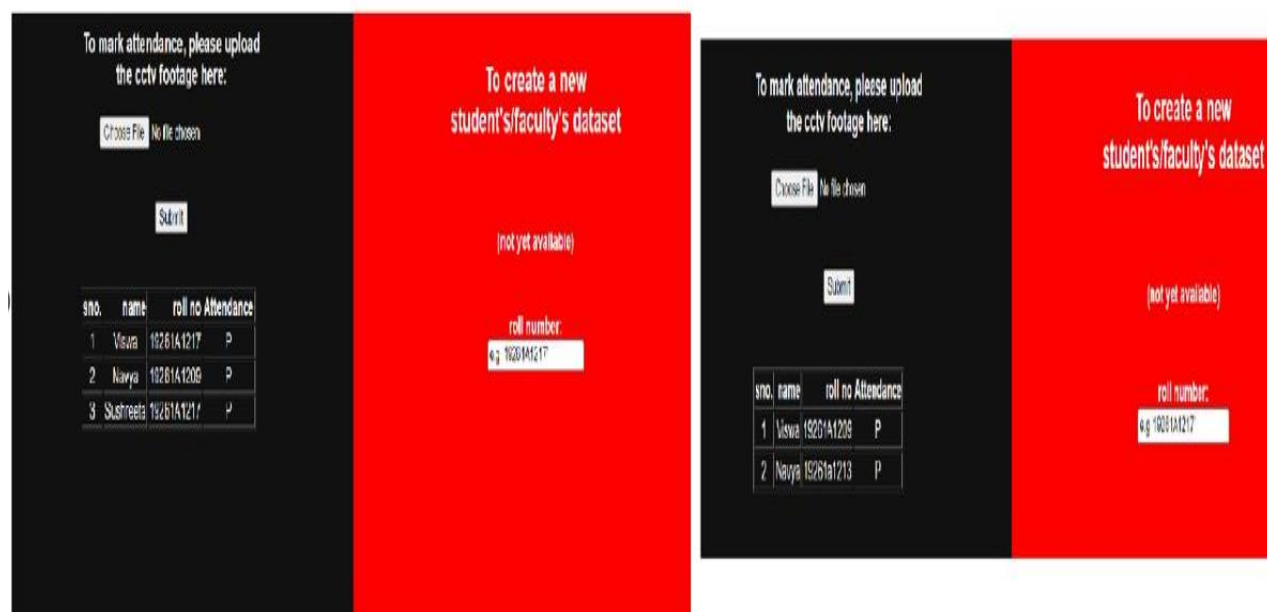 To mark attendance, please upload
the cctv footage here:
Choose File No file chosen
Submit
sno. name roll no Attendance
1 Viswa 19261A1217 P
2 Navya 19261A1209 P
3 Sushreeta 19261A1217 P
To create a new
student's/faculty's dataset
(not yet available)
roll number:
e.g. 19261A1217
To mark attendance, please upload
the cctv footage here:
Choose File No file chosen
Submit
sno. name roll no Attendance
1 Viswa 19261A1209 P
2 Navya 19261a1213 P
To create a new
student's/faculty's dataset
(not yet available)
roll number:
e.g. 19261A1217